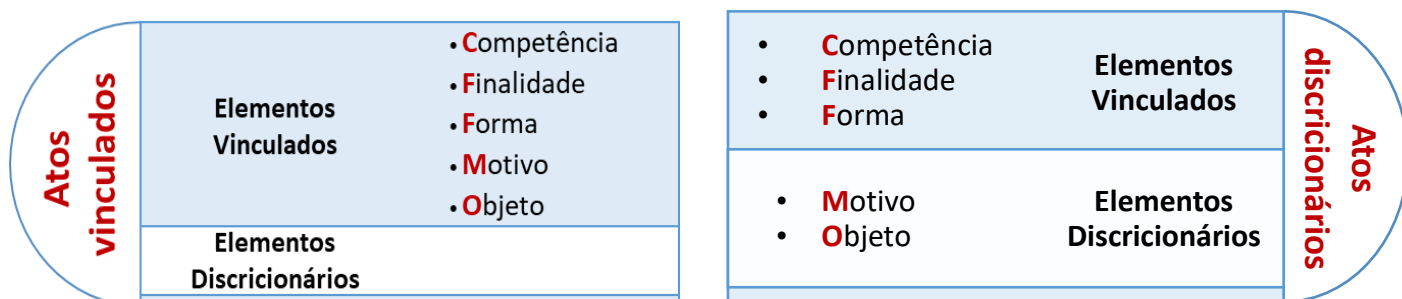 Atos
vinculados
Elementos
Vinculados
• Competência
• Finalidade
• Forma
• Motivo
• Objeto
Elementos
Discricionários
• Competência
• Finalidade
• Forma
Elementos
Vinculados
• Motivo
• Objeto
Elementos
Discricionários
Atos
discricionários